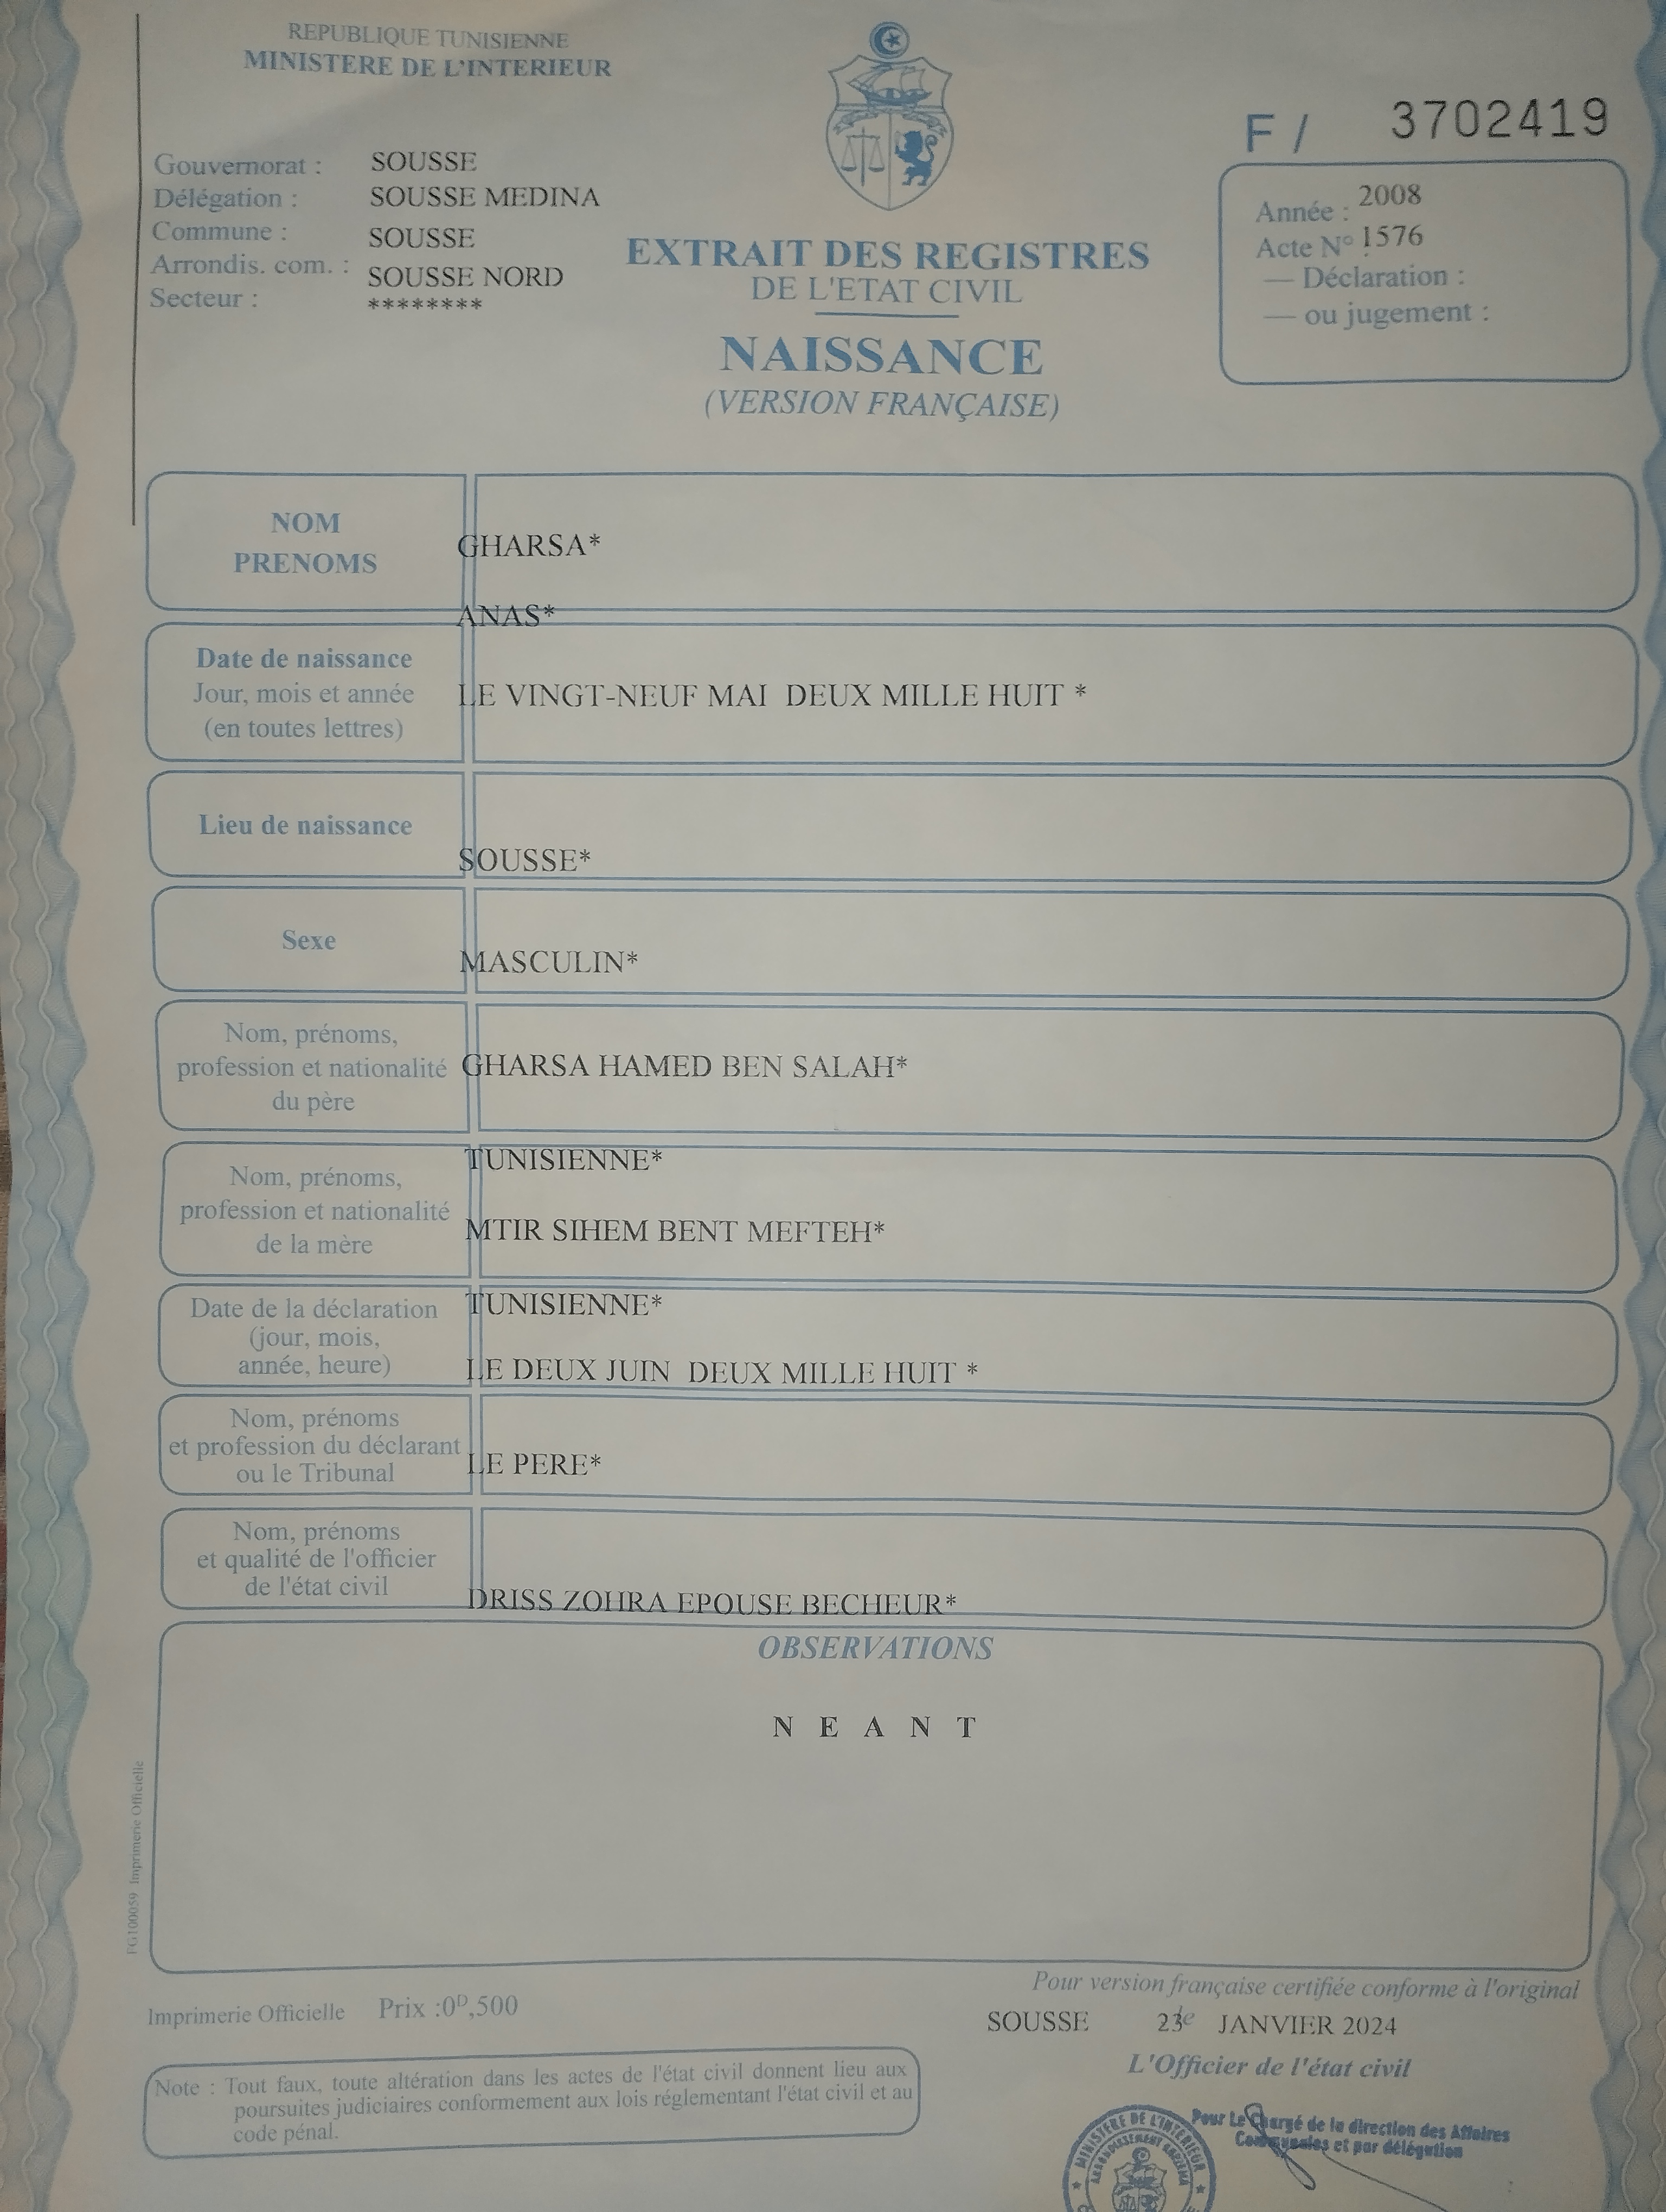 REPUBLIQUE TUNISIENNE
MINISTERE DE L'INTERIEUR
F / 3702419
Gouvernorat : SOUSSE
Délégation : SOUSSE MEDINA
Commune : SOUSSE
Arrondis. com. : SOUSSE NORD
Secteur : ********
EXTRAIT DES REGISTRES
DE L'ETAT CIVIL
NAISSANCE
(VERSION FRANÇAISE)
Année : 2008
Acte N° 1576
— Déclaration :
— ou jugement :
NOM
PRENOMS
GHARSA*
ANAS*
Date de naissance
Jour, mois et année
(en toutes lettres)
LE VINGT-NEUF MAI DEUX MILLE HUIT *
Lieu de naissance
SOUSSE*
Sexe
MASCULIN*
Nom, prénoms,
profession et nationalité
du père
GHARSA HAMED BEN SALAH*
TUNISIENNE*
Nom, prénoms,
profession et nationalité
de la mère
MTIR SIHEM BENT MEFTEH*
TUNISIENNE*
Date de la déclaration
(jour, mois,
année, heure)
LE DEUX JUIN DEUX MILLE HUIT *
Nom, prénoms
et profession du déclarant
ou le Tribunal
LE PERE*
Nom, prénoms
et qualité de l'officier
de l'état civil
DRISS ZOHRA EPOUSE BECHEUR*
OBSERVATIONS
N E A N T
FG100059 Imprimerie Officielle
Imprimerie Officielle Prix :0ᴰ,500
Pour version française certifiée conforme à l'original
SOUSSE 23 le JANVIER 2024
L'Officier de l'état civil
Note : Tout faux, toute altération dans les actes de l'état civil donnent lieu aux
poursuites judiciaires conformement aux lois réglementant l'état civil et au
code pénal.
Pour Le Chargé de la direction des Affaires
Communales et par délégation
MINISTERE DE L'INTERIEUR